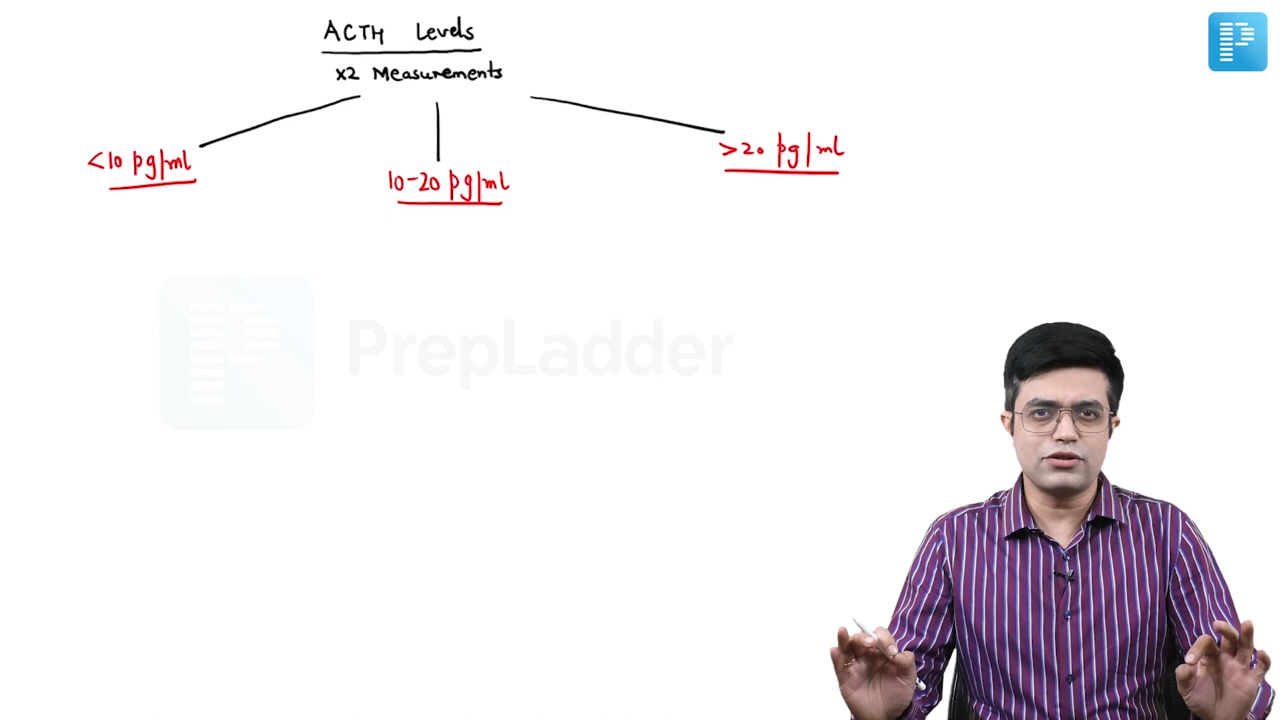 ACTH Levels
x2 Measurements
<10 pg/ml
10-20 pg/ml
>20 pg/ml
PrepLadder